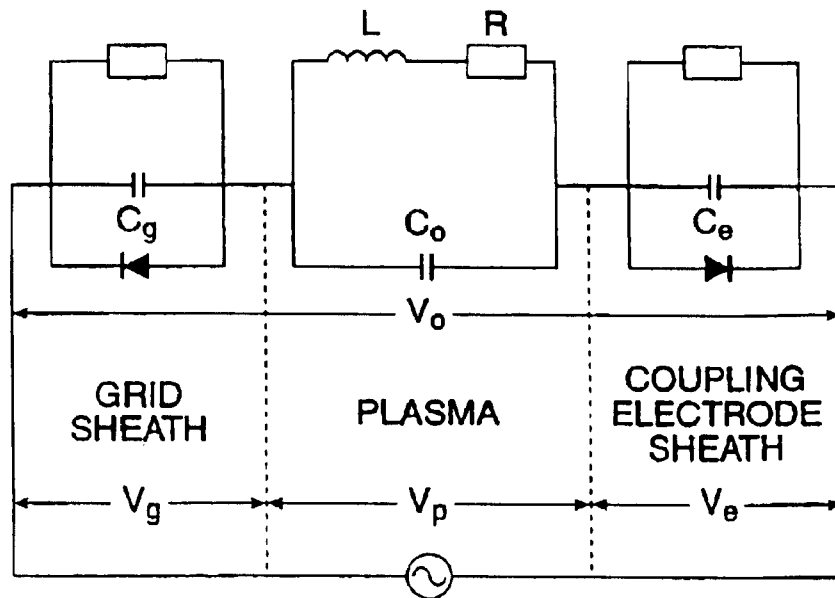 L R
C_g C_o C_e
V_o
GRID SHEATH
PLASMA
COUPLING ELECTRODE SHEATH
V_g V_p V_e